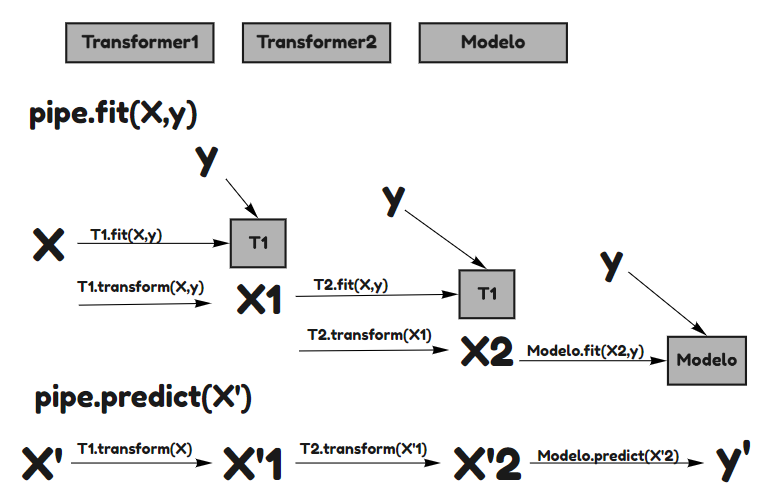 Transformer1 Transformer2 Modelo
pipe.fit(X,y)
y
y
X T1.fit(X,y) T1
y
T1.transform(X,y) X1 T2.fit(X,y) T1
T2.transform(X1) X2 Modelo.fit(X2,y) Modelo
pipe.predict(X')
X' T1.transform(X) X'1 T2.transform(X'1) X'2 Modelo.predict(X'2) y'